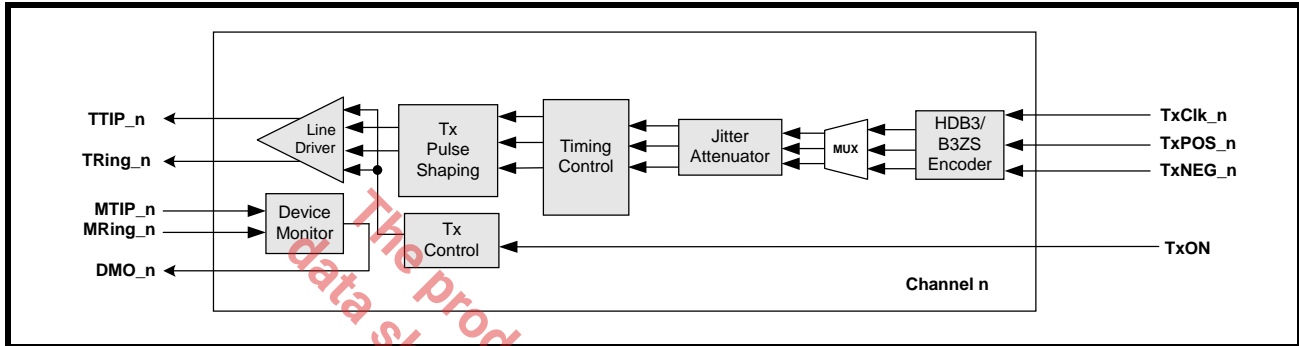 TTIP_n
TRing_n
MTIP_n
MRing_n
DMO_n
Line
Driver
Device
Monitor
Tx
Pulse
Shaping
Tx
Control
Timing
Control
Jitter
Attenuator
MUX
HDB3/
B3ZS
Encoder
TxClk_n
TxPOS_n
TxNEG_n
TxON
Channel n
The prod
data